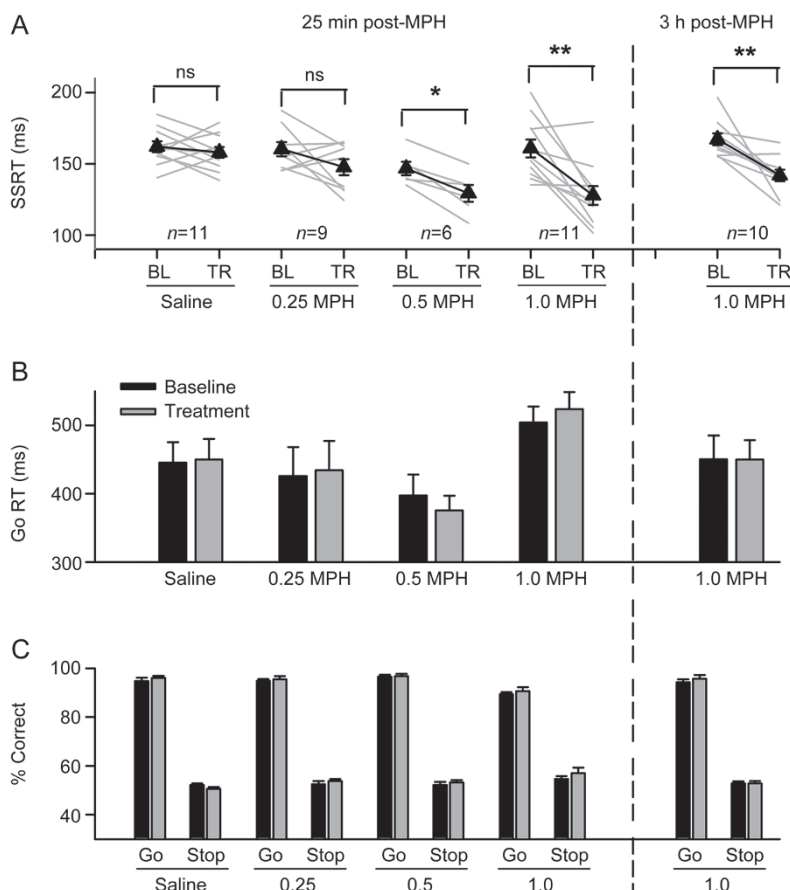 A
25 min post-MPH
3 h post-MPH
ns
ns
*
**
**
SSRT (ms)
200
150
100
n=11
n=9
n=6
n=11
n=10
BL TR BL TR BL TR BL TR BL TR
Saline 0.25 MPH 0.5 MPH 1.0 MPH 1.0 MPH
B
Baseline
Treatment
Go RT (ms)
500
400
300
Saline 0.25 MPH 0.5 MPH 1.0 MPH 1.0 MPH
C
% Correct
100
80
60
40
Go Stop Go Stop Go Stop Go Stop Go Stop
Saline 0.25 0.5 1.0 1.0